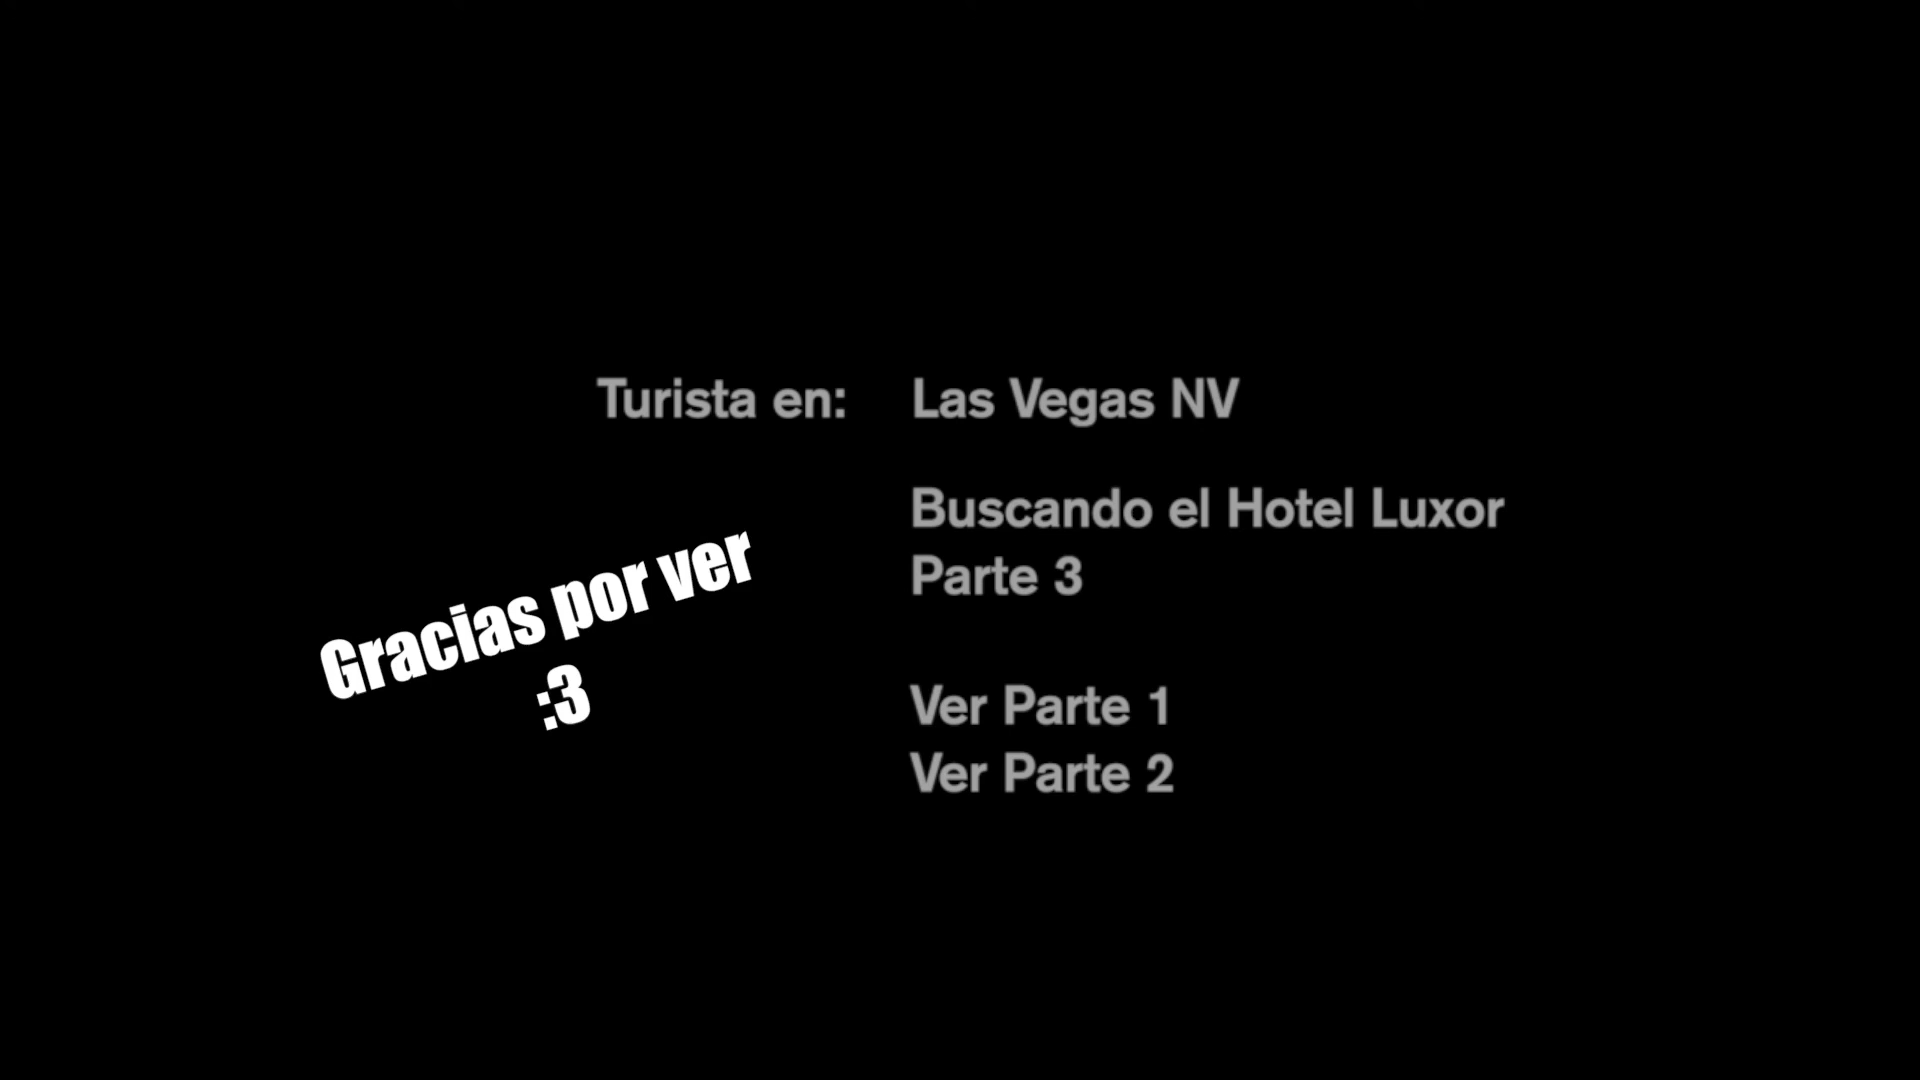 Turista en: Las Vegas NV
Buscando el Hotel Luxor
Parte 3
Gracias por ver
:3
Ver Parte 1
Ver Parte 2